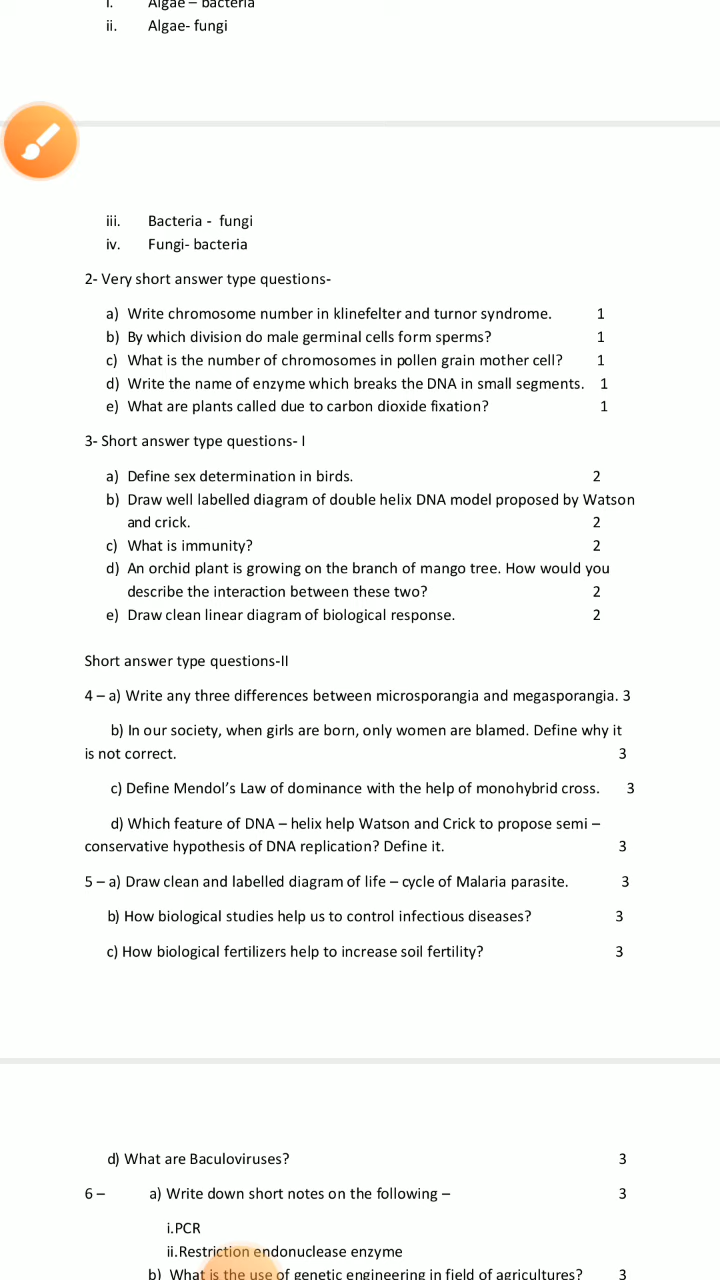 i. Algae – bacteria
ii. Algae- fungi
iii. Bacteria - fungi
iv. Fungi- bacteria
2- Very short answer type questions-
a) Write chromosome number in klinefelter and turnor syndrome. 1
b) By which division do male germinal cells form sperms? 1
c) What is the number of chromosomes in pollen grain mother cell? 1
d) Write the name of enzyme which breaks the DNA in small segments. 1
e) What are plants called due to carbon dioxide fixation? 1
3- Short answer type questions- I
a) Define sex determination in birds. 2
b) Draw well labelled diagram of double helix DNA model proposed by Watson
and crick. 2
c) What is immunity? 2
d) An orchid plant is growing on the branch of mango tree. How would you
describe the interaction between these two? 2
e) Draw clean linear diagram of biological response. 2
Short answer type questions-II
4 – a) Write any three differences between microsporangia and megasporangia. 3
b) In our society, when girls are born, only women are blamed. Define why it
is not correct. 3
c) Define Mendol's Law of dominance with the help of monohybrid cross. 3
d) Which feature of DNA – helix help Watson and Crick to propose semi –
conservative hypothesis of DNA replication? Define it. 3
5 – a) Draw clean and labelled diagram of life – cycle of Malaria parasite. 3
b) How biological studies help us to control infectious diseases? 3
c) How biological fertilizers help to increase soil fertility? 3
d) What are Baculoviruses? 3
6 – a) Write down short notes on the following – 3
i.PCR
ii.Restriction endonuclease enzyme
b) What is the use of genetic engineering in field of agricultures? 3